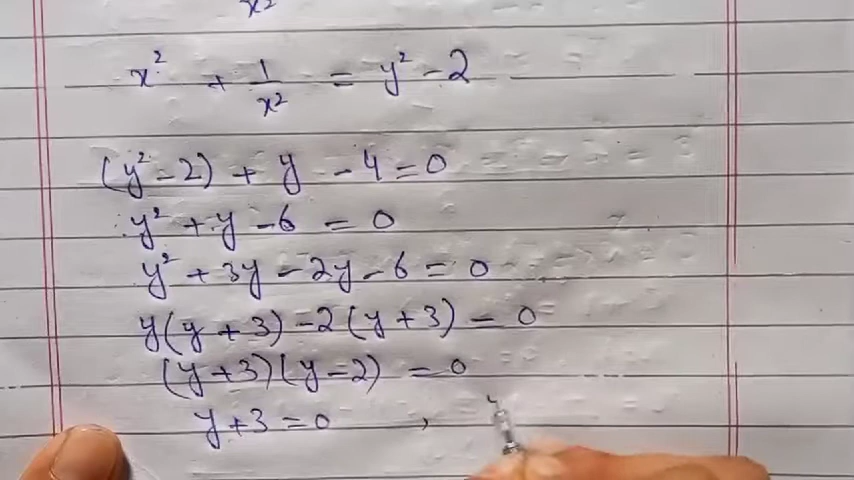 x²
x² + 1/x² = y² - 2
(y² - 2) + y - 4 = 0
y² + y - 6 = 0
y² + 3y - 2y - 6 = 0
y(y + 3) - 2(y + 3) = 0
(y + 3)(y - 2) = 0
y + 3 = 0 ,